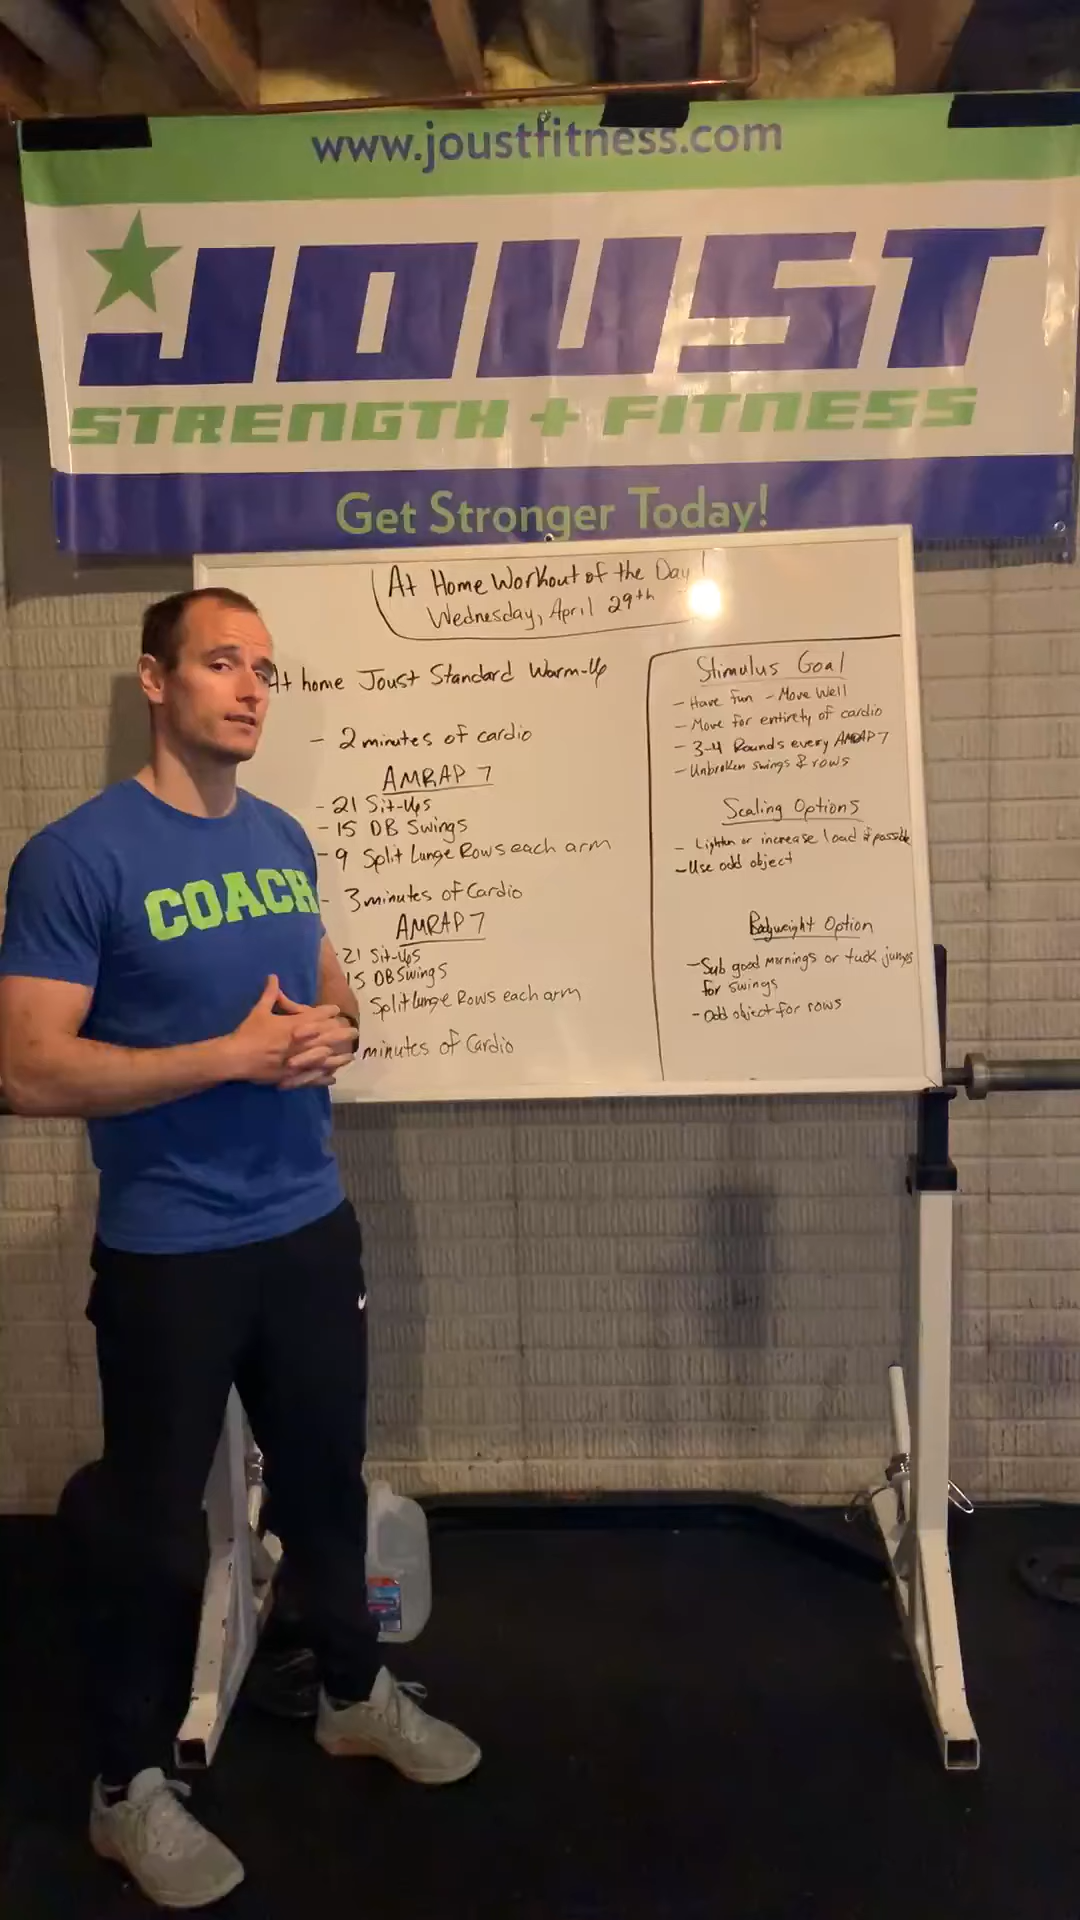 www.joustfitness.com
JOUST
STRENGTH + FITNESS
Get Stronger Today!
At Home Workout of the Day!
Wednesday, April 29th
At home Joust Standard Warm-Up
- 2 minutes of cardio
AMRAP 7
- 21 Sit-Ups
- 15 DB Swings
- 9 Split Lunge Rows each arm
- 3 minutes of Cardio
AMRAP 7
21 Sit-Ups
15 DB Swings
Split Lunge Rows each arm
minutes of Cardio
Stimulus Goal
- Have fun - Move Well
- Move for entirety of cardio
- 3-4 Rounds every AMRAP 7
- Unbroken swings & rows
Scaling Options
- Lighten or increase load if possible
- Use odd object
Bodyweight Option
- Sub good mornings or tuck jumps
for swings
- Odd object for rows
COACH